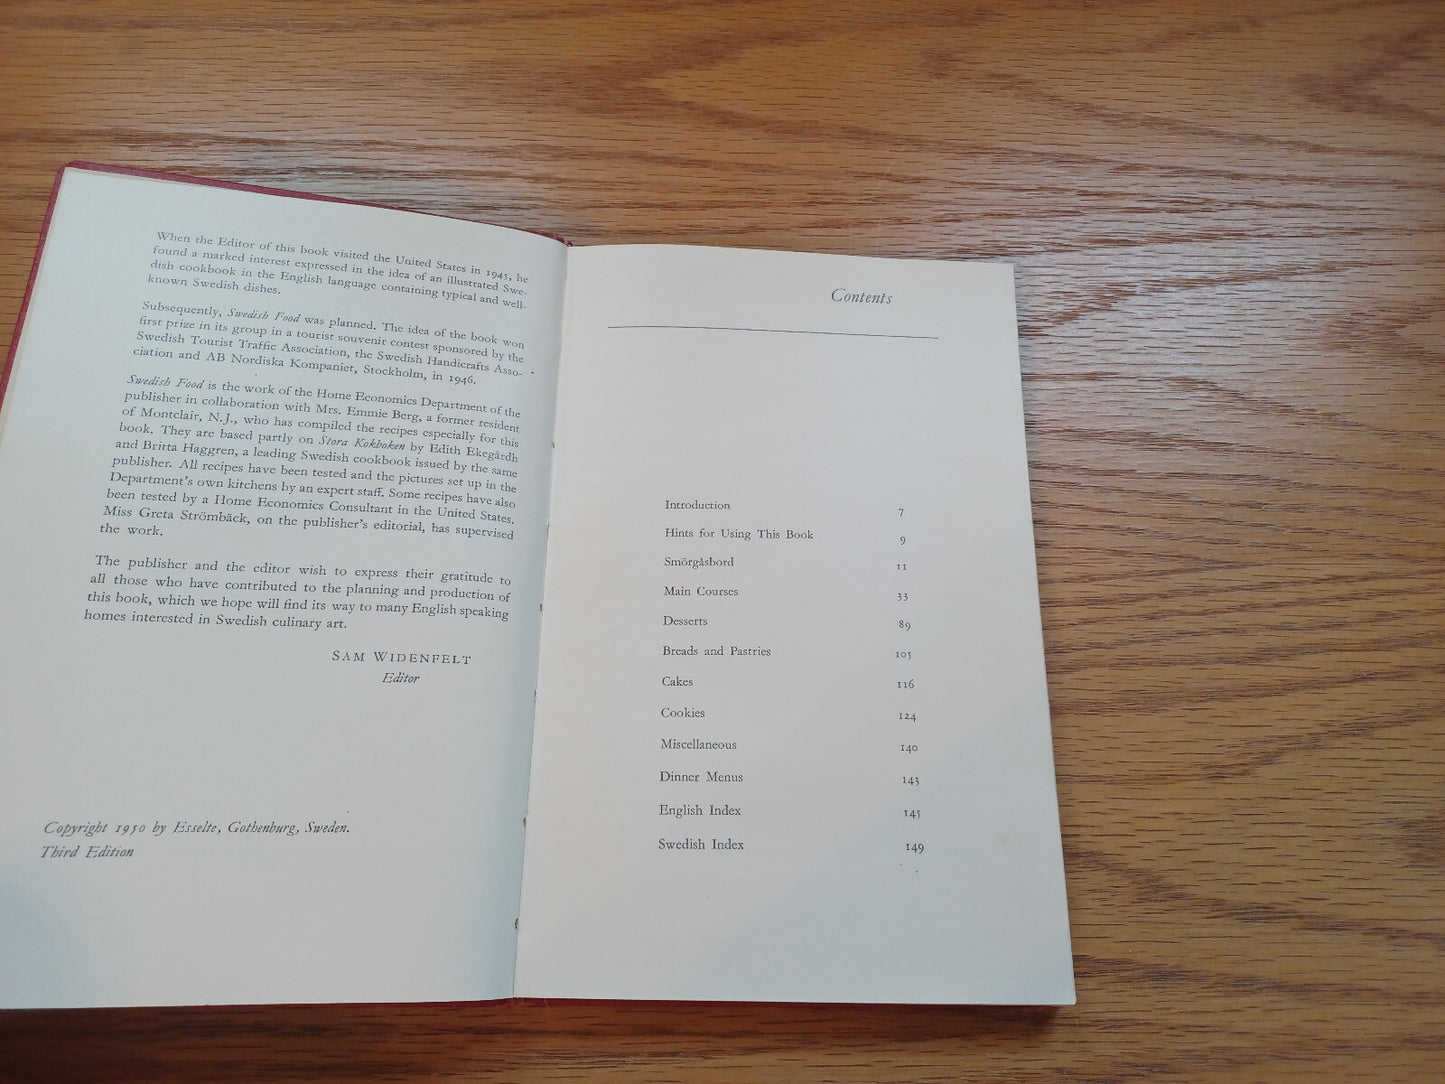 When the Editor of this book visited the United States in 1945, he
found a marked interest expressed in the idea of an illustrated Swe-
dish cookbook in the English language containing typical and well-
known Swedish dishes.
Subsequently, Swedish Food was planned. The idea of the book won
first prize in its group in a tourist souvenir contest sponsored by the
Swedish Tourist Traffic Association, the Swedish Handicrafts Asso-
ciation and AB Nordiska Kompaniet, Stockholm, in 1946.
Swedish Food is the work of the Home Economics Department of the
publisher in collaboration with Mrs. Emmie Berg, a former resident
of Montclair, N.J., who has compiled the recipes especially for this
book. They are based partly on Stora Kokboken by Edith Ekegårdh
and Britta Haggren, a leading Swedish cookbook issued by the same
publisher. All recipes have been tested and the pictures set up in the
Department's own kitchens by an expert staff. Some recipes have also
been tested by a Home Economics Consultant in the United States.
Miss Greta Strömbäck, on the publisher's editorial, has supervised
the work.
The publisher and the editor wish to express their gratitude to
all those who have contributed to the planning and production of
this book, which we hope will find its way to many English speaking
homes interested in Swedish culinary art.
SAM WIDENFELT
Editor
Copyright 1950 by Esselte, Gothenburg, Sweden.
Third Edition
Contents
Introduction 7
Hints for Using This Book 9
Smörgåsbord 11
Main Courses 33
Desserts 89
Breads and Pastries 105
Cakes 116
Cookies 124
Miscellaneous 140
Dinner Menus 143
English Index 145
Swedish Index 149